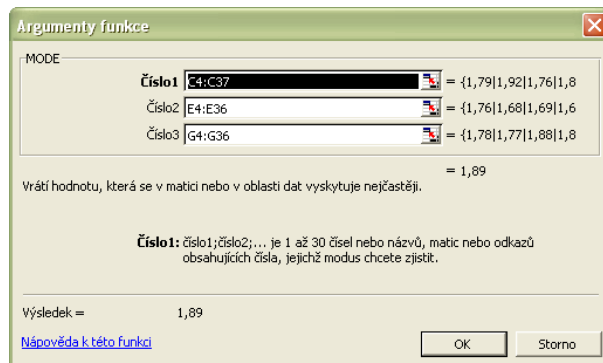 Argumenty funkce
MODE
Číslo1 C4:C37 = {1,79|1,92|1,76|1,8
Číslo2 E4:E36 = {1,76|1,68|1,69|1,6
Číslo3 G4:G36 = {1,78|1,77|1,88|1,8
= 1,89
Vrátí hodnotu, která se v matici nebo v oblasti dat vyskytuje nejčastěji.
Číslo1: číslo1;číslo2;... je 1 až 30 čísel nebo názvů, matic nebo odkazů
obsahujících čísla, jejichž modus chcete zjistit.
Výsledek = 1,89
Nápověda k této funkci
OK Storno